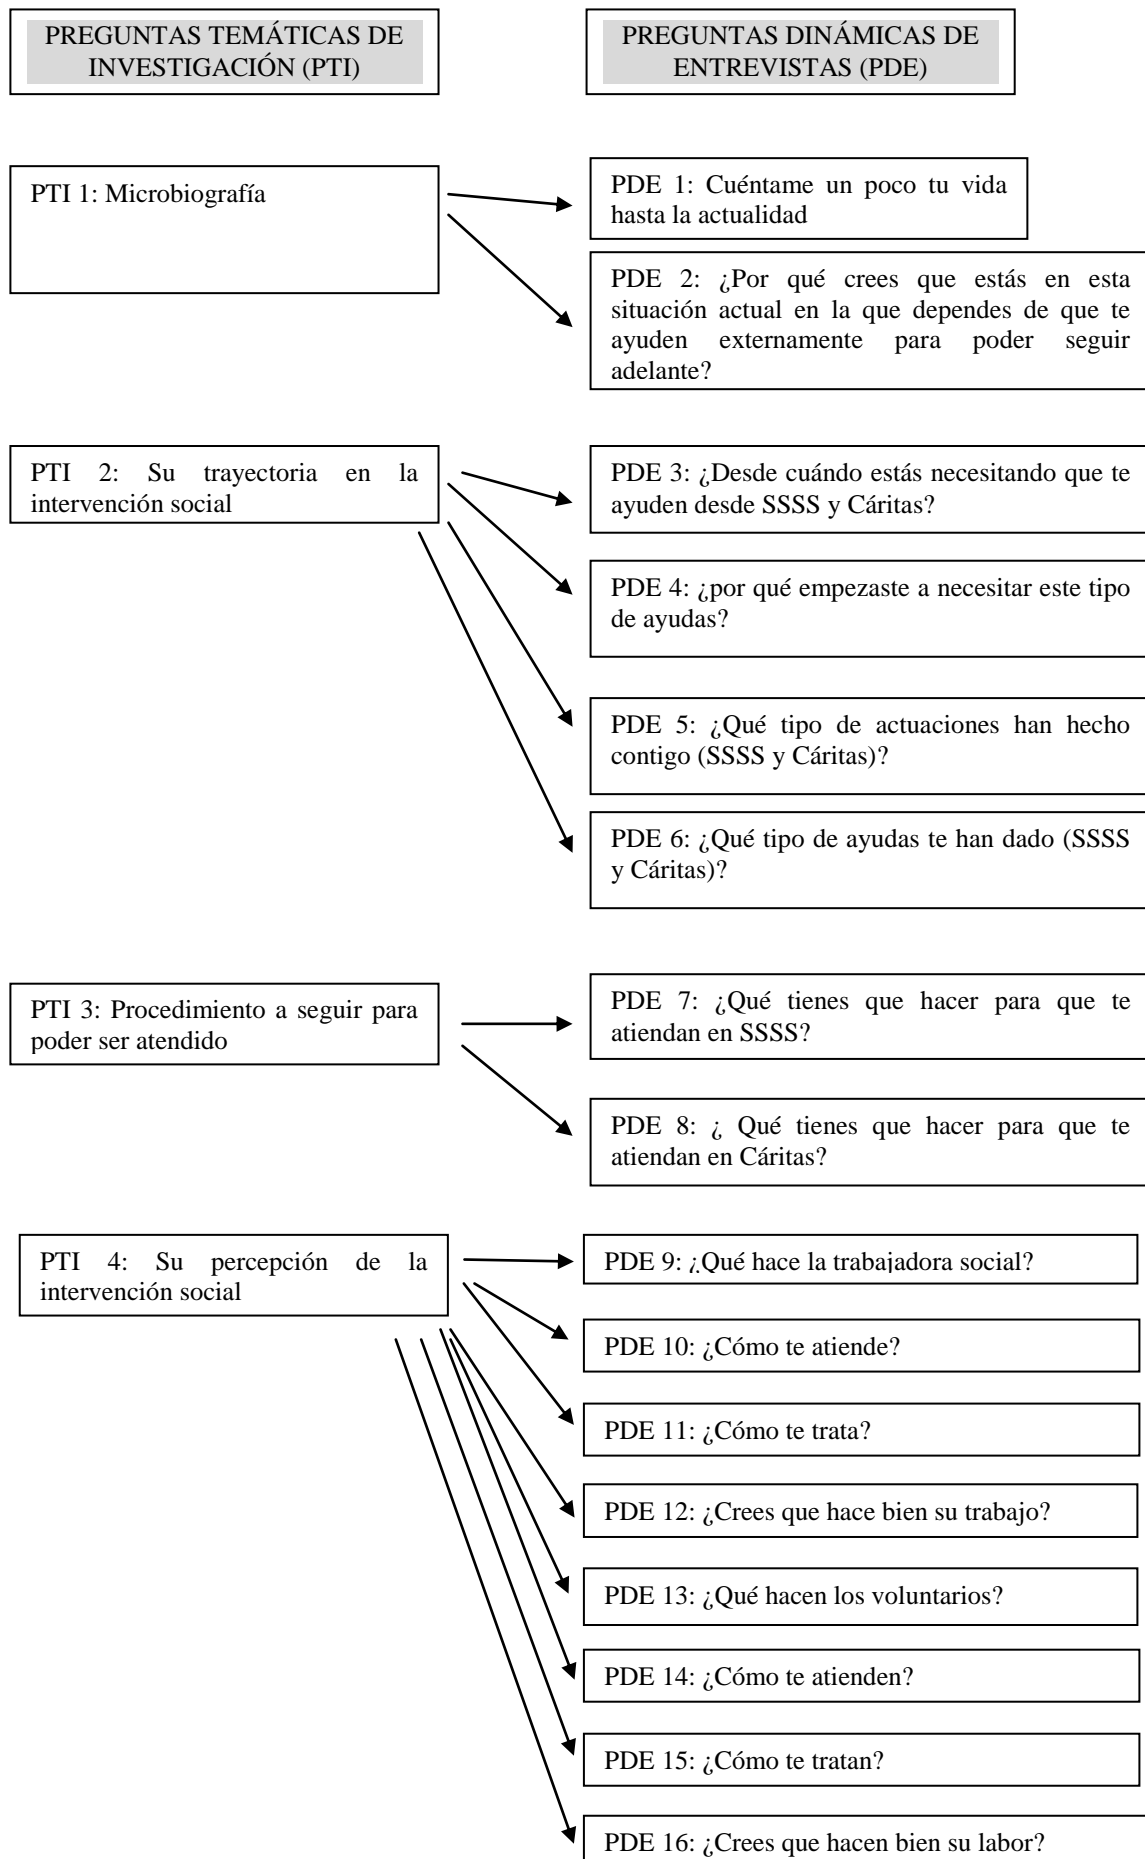 PREGUNTAS TEMÁTICAS DE
INVESTIGACIÓN (PTI)
PREGUNTAS DINÁMICAS DE
ENTREVISTAS (PDE)
PTI 1: Microbiografía
PDE 1: Cuéntame un poco tu vida
hasta la actualidad
PDE 2: ¿Por qué crees que estás en esta
situación actual en la que dependes de que te
ayuden externamente para poder seguir
adelante?
PTI 2: Su trayectoria en la
intervención social
PDE 3: ¿Desde cuándo estás necesitando que te
ayuden desde SSSS y Cáritas?
PDE 4: ¿por qué empezaste a necesitar este tipo
de ayudas?
PDE 5: ¿Qué tipo de actuaciones han hecho
contigo (SSSS y Cáritas)?
PDE 6: ¿Qué tipo de ayudas te han dado (SSSS
y Cáritas)?
PTI 3: Procedimiento a seguir para
poder ser atendido
PDE 7: ¿Qué tienes que hacer para que te
atiendan en SSSS?
PDE 8: ¿ Qué tienes que hacer para que te
atiendan en Cáritas?
PTI 4: Su percepción de la
intervención social
PDE 9: ¿Qué hace la trabajadora social?
PDE 10: ¿Cómo te atiende?
PDE 11: ¿Cómo te trata?
PDE 12: ¿Crees que hace bien su trabajo?
PDE 13: ¿Qué hacen los voluntarios?
PDE 14: ¿Cómo te atienden?
PDE 15: ¿Cómo te tratan?
PDE 16: ¿Crees que hacen bien su labor?